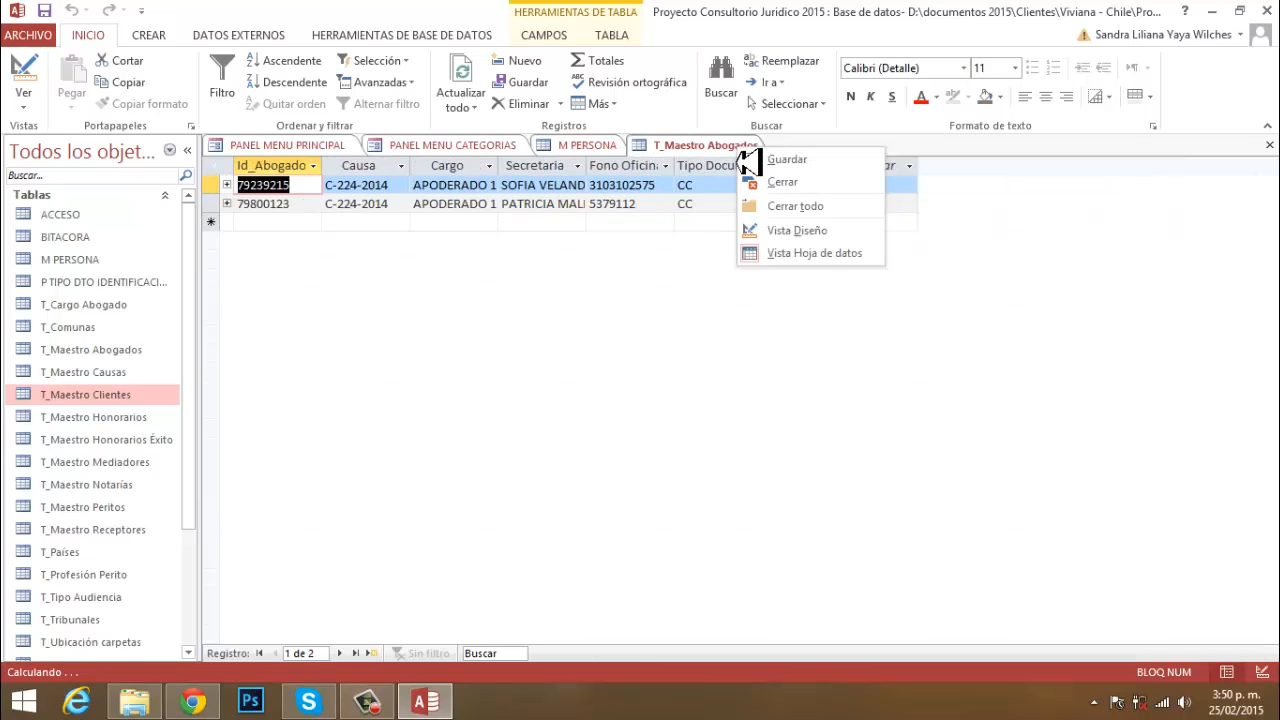 HERRAMIENTAS DE TABLA
Proyecto Consultorio Juridico 2015 : Base de datos- D:\documentos 2015\Clientes\Viviana - Chile\Pro...
ARCHIVO INICIO CREAR DATOS EXTERNOS HERRAMIENTAS DE BASE DE DATOS CAMPOS TABLA
Sandra Liliana Yaya Wilches
Ver
Vistas
Pegar
Cortar
Copiar
Copiar formato
Portapapeles
Filtro
Ascendente
Descendente
Quitar orden
Selección
Avanzadas
Alternar filtro
Ordenar y filtrar
Actualizar
todo
Nuevo
Guardar
Eliminar
Totales
Revisión ortográfica
Más
Registros
Buscar
Reemplazar
Ir a
Seleccionar
Buscar
Calibri (Detalle) 11
N K S A
Formato de texto
Todos los objet...
Buscar...
Tablas
ACCESO
BITACORA
M PERSONA
P TIPO DTO IDENTIFICACI...
T_Cargo Abogado
T_Comunas
T_Maestro Abogados
T_Maestro Causas
T_Maestro Clientes
T_Maestro Honorarios
T_Maestro Honorarios Éxito
T_Maestro Mediadores
T_Maestro Notarías
T_Maestro Peritos
T_Maestro Receptores
T_Países
T_Profesión Perito
T_Tipo Audiencia
T_Tribunales
T_Ubicación carpetas
PANEL MENU PRINCIPAL PANEL MENU CATEGORIAS M PERSONA T_Maestro Abogados
Id_Abogado Causa Cargo Secretaria Fono Oficina Tipo Docu
79239215 C-224-2014 APODERADO 1 SOFIA VELAND 3103102575 CC
79800123 C-224-2014 APODERADO 1 PATRICIA MALI 5379112 CC
Guardar
Cerrar
Cerrar todo
Vista Diseño
Vista Hoja de datos
Registro: 1 de 2 Sin filtro Buscar
Calculando . . .
BLOQ NUM
3:50 p. m.
25/02/2015